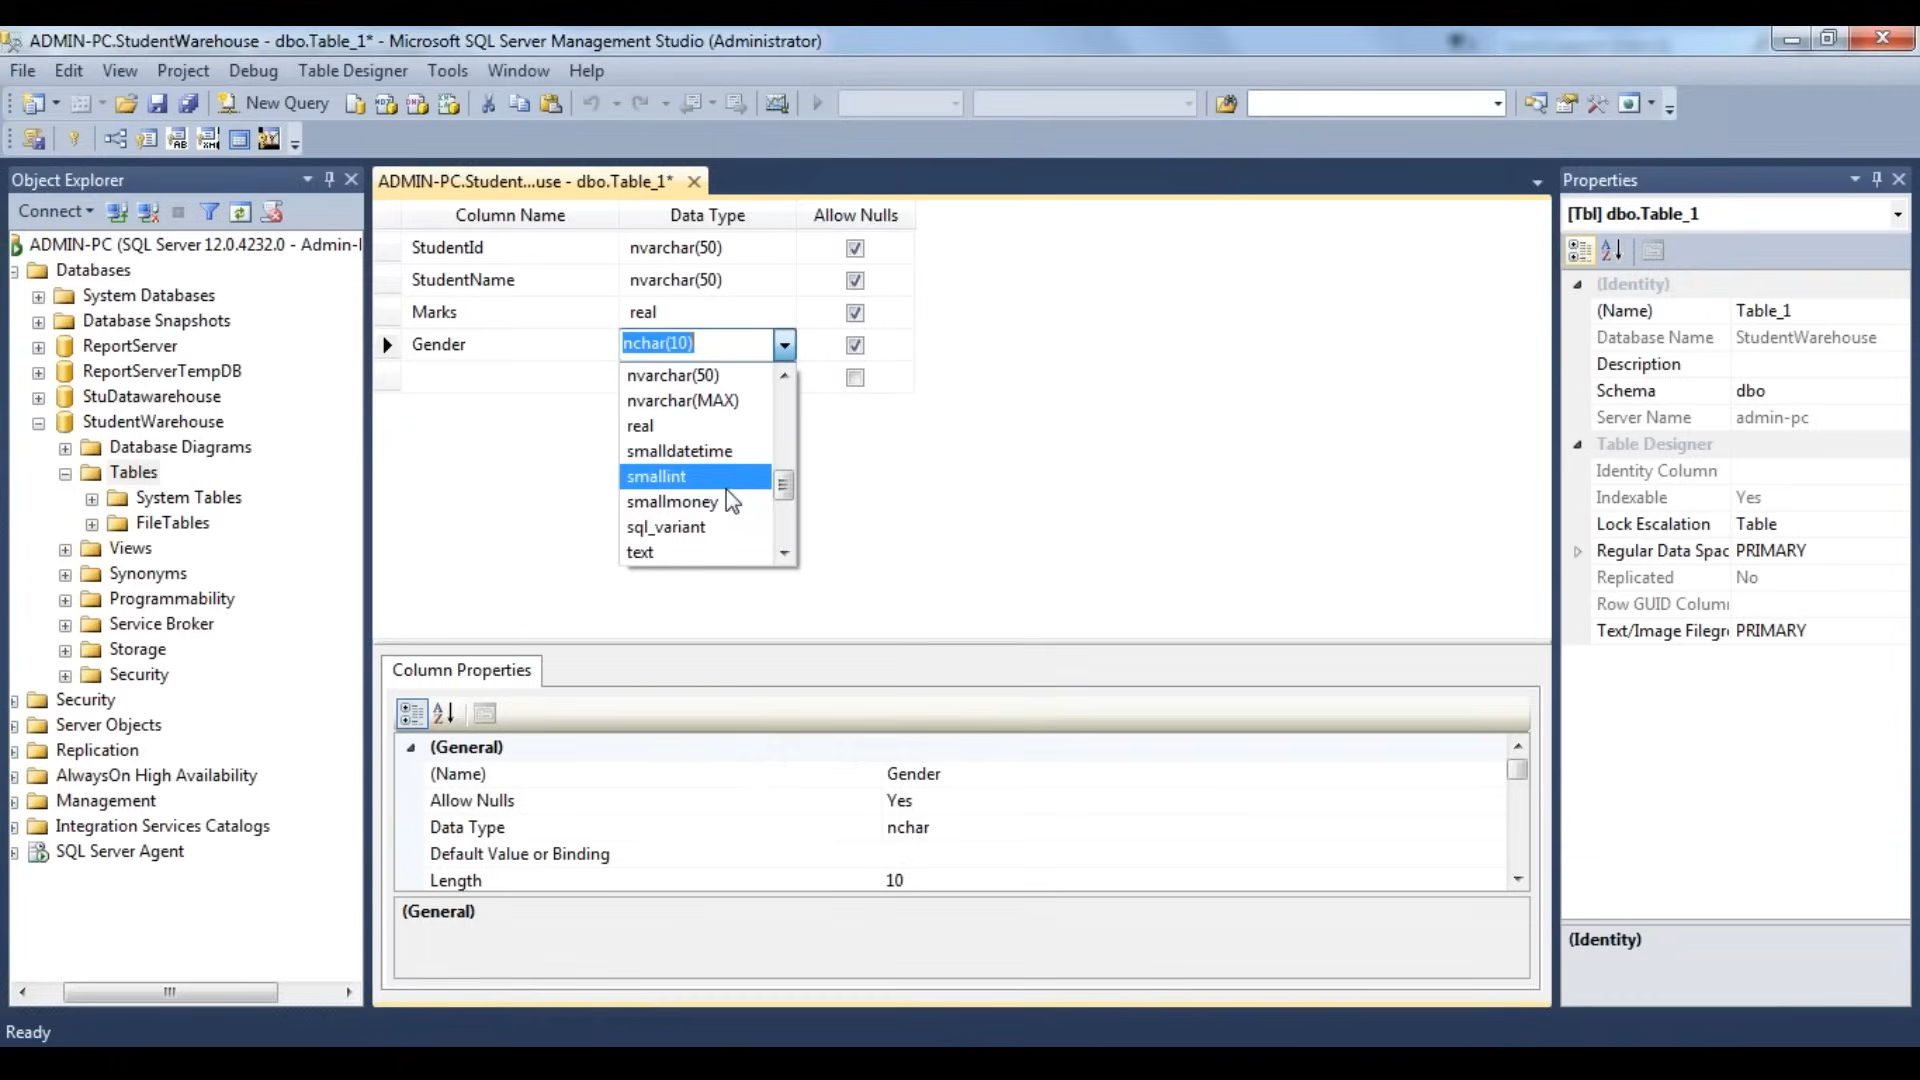 ADMIN-PC.StudentWarehouse - dbo.Table_1* - Microsoft SQL Server Management Studio (Administrator)
File Edit View Project Debug Table Designer Tools Window Help
New Query
Object Explorer
Connect
ADMIN-PC (SQL Server 12.0.4232.0 - Admin-
Databases
System Databases
Database Snapshots
ReportServer
ReportServerTempDB
StuDatawarehouse
StudentWarehouse
Database Diagrams
Tables
System Tables
FileTables
Views
Synonyms
Programmability
Service Broker
Storage
Security
Security
Server Objects
Replication
AlwaysOn High Availability
Management
Integration Services Catalogs
SQL Server Agent
ADMIN-PC.Student...use - dbo.Table_1*
Column Name Data Type Allow Nulls
StudentId nvarchar(50)
StudentName nvarchar(50)
Marks real
Gender nchar(10)
nvarchar(50)
nvarchar(MAX)
real
smalldatetime
smallint
smallmoney
sql_variant
text
Column Properties
(General)
(Name) Gender
Allow Nulls Yes
Data Type nchar
Default Value or Binding
Length 10
(General)
Properties
[Tbl] dbo.Table_1
(Identity)
(Name) Table_1
Database Name StudentWarehouse
Description
Schema dbo
Server Name admin-pc
Table Designer
Identity Column
Indexable Yes
Lock Escalation Table
Regular Data Spac PRIMARY
Replicated No
Row GUID Colum
Text/Image Filegr PRIMARY
(Identity)
Ready